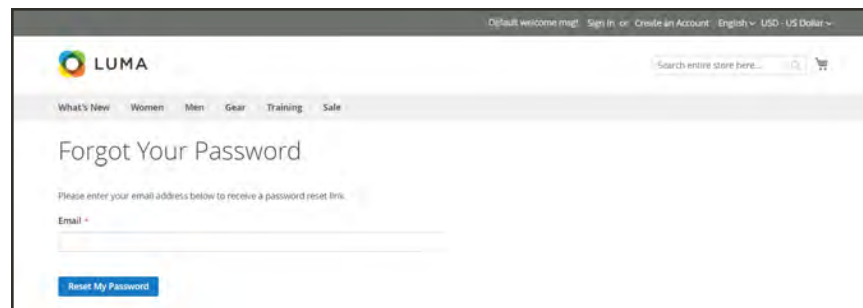 Default welcome msg! Sign In or Create an Account English USD - US Dollar
LUMA
Search entire store here...
What's New Women Men Gear Training Sale
Forgot Your Password
Please enter your email address below to receive a password reset link.
Email *
Reset My Password